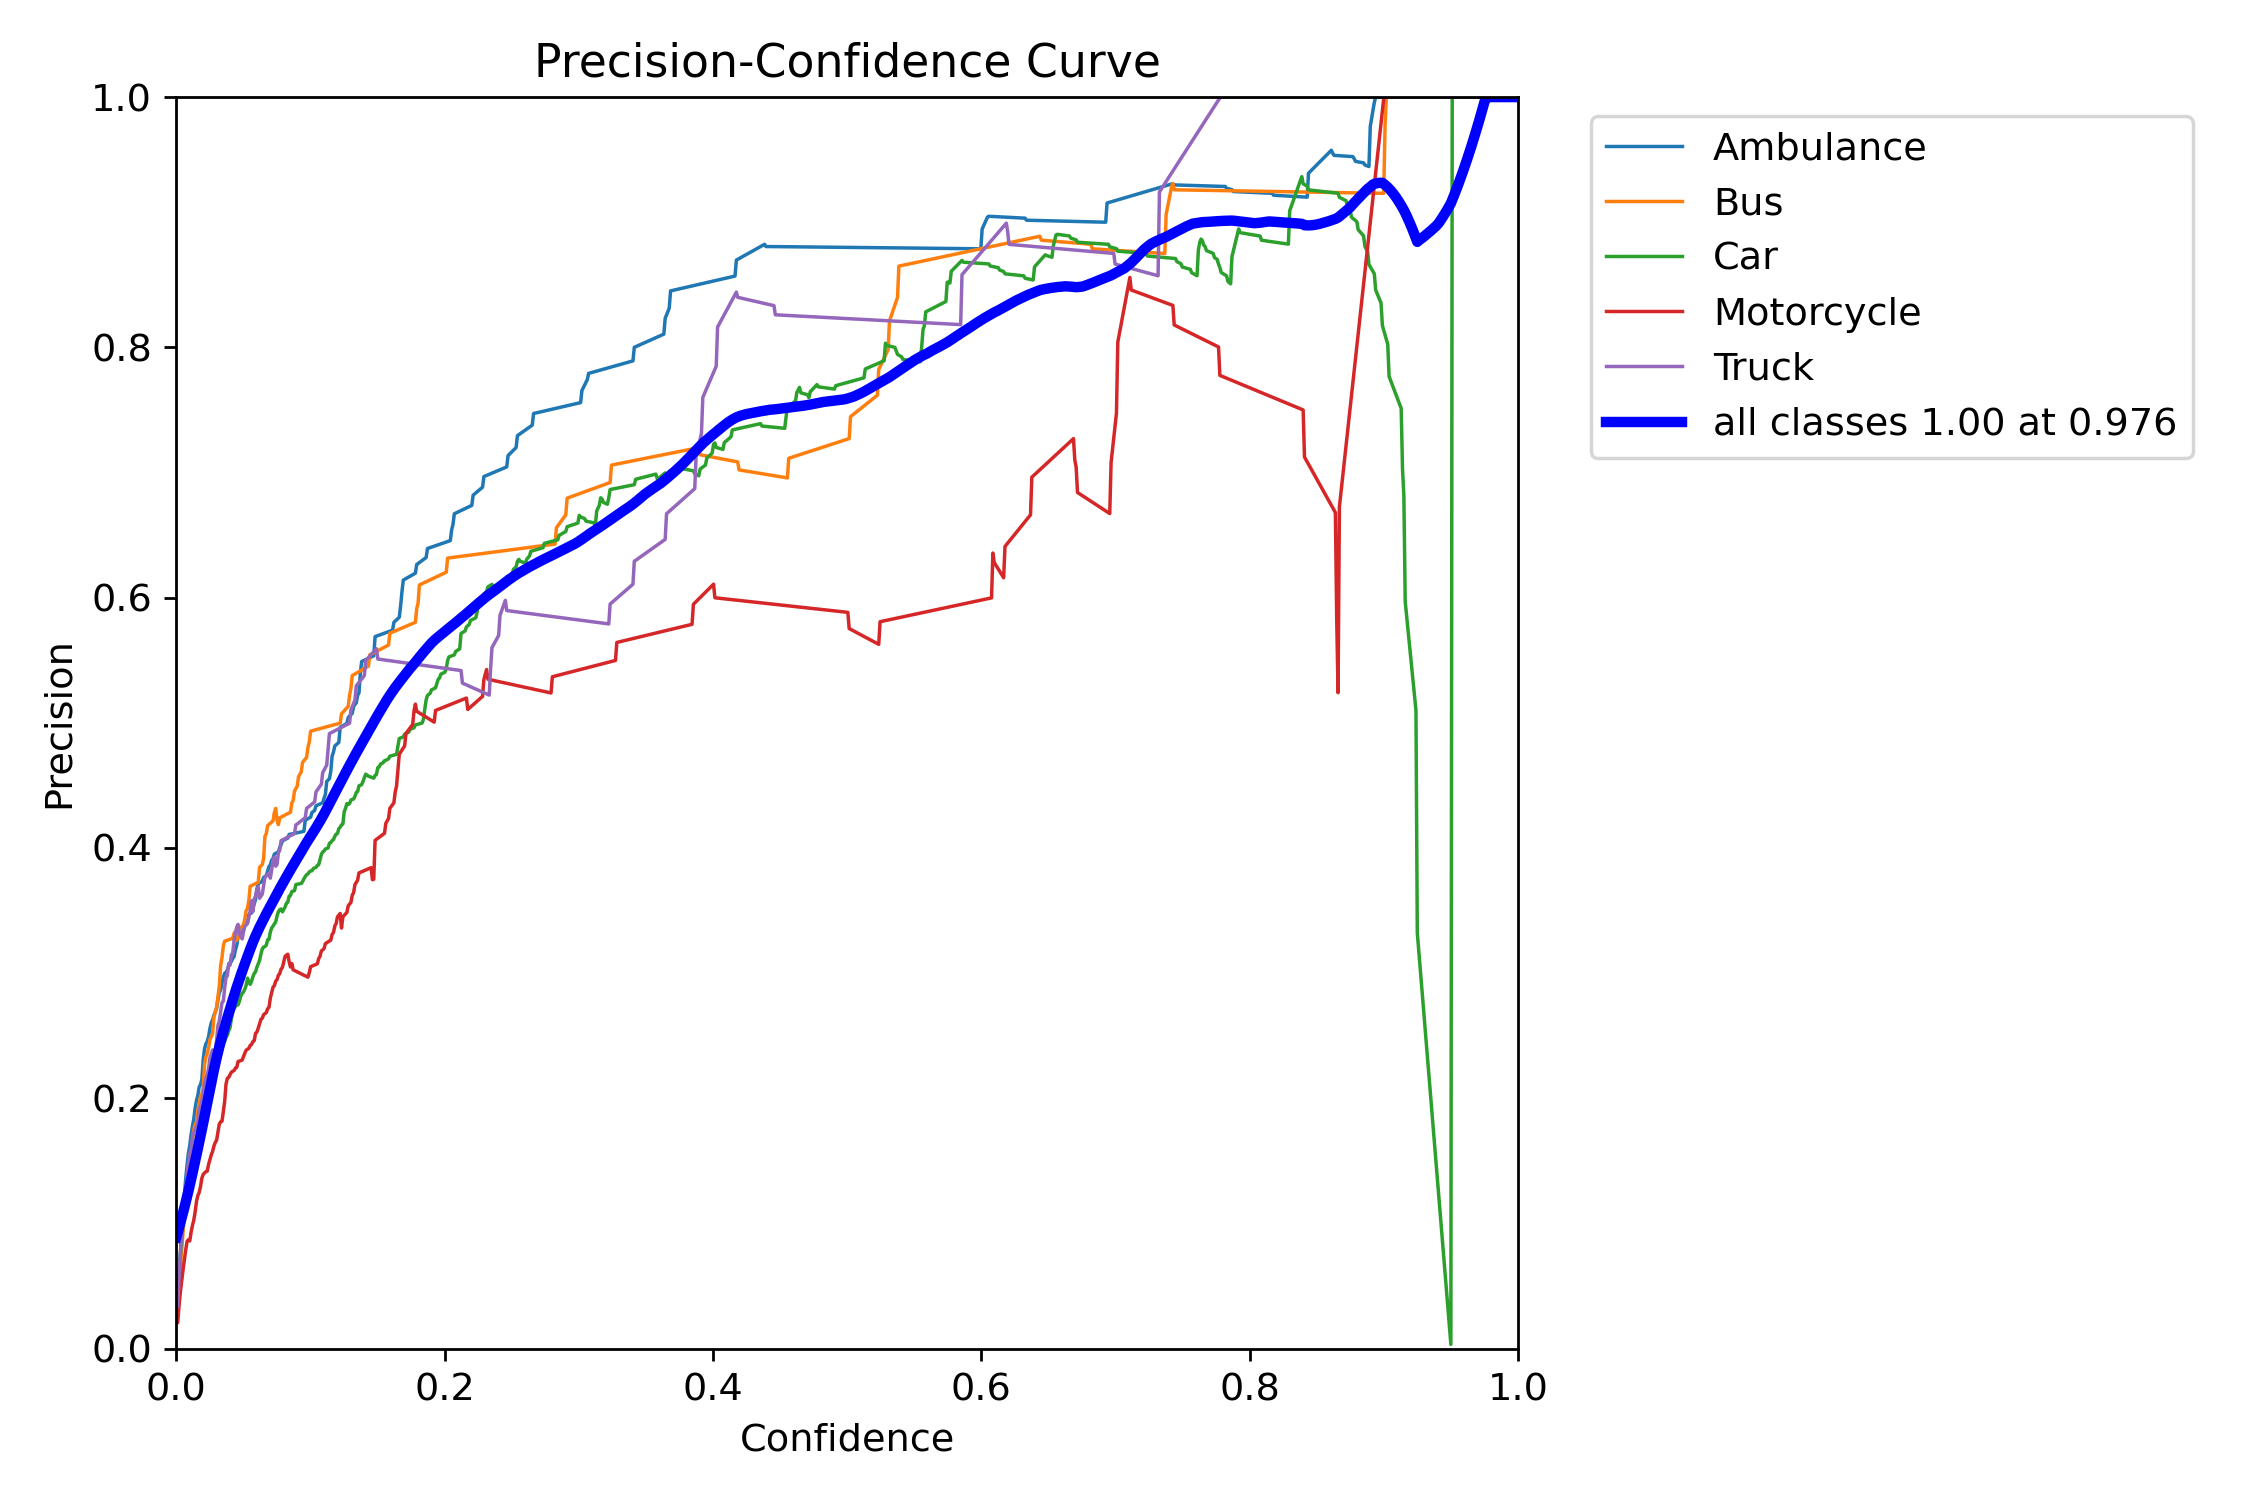 Precision-Confidence Curve
1.0
0.8
0.6
0.4
0.2
0.0
Precision
0.0 0.2 0.4 0.6 0.8 1.0
Confidence
Ambulance
Bus
Car
Motorcycle
Truck
all classes 1.00 at 0.976